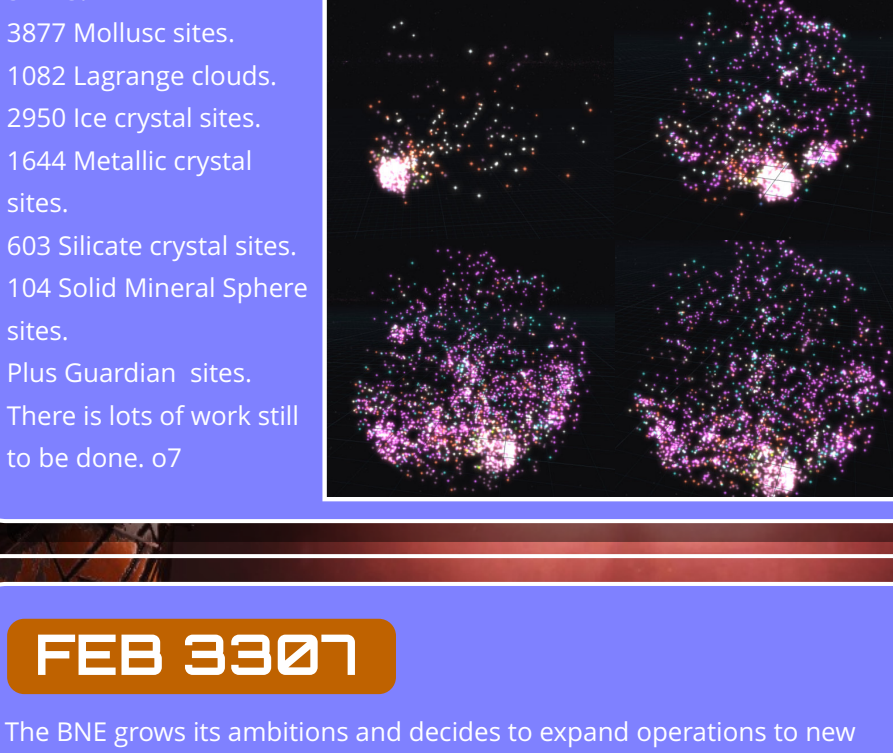 3877 Mollusc sites.
1082 Lagrange clouds.
2950 Ice crystal sites.
1644 Metallic crystal
sites.
603 Silicate crystal sites.
104 Solid Mineral Sphere
sites.
Plus Guardian  sites.
There is lots of work still
to be done. o7
FEB 3307
The BNE grows its ambitions and decides to expand operations to new